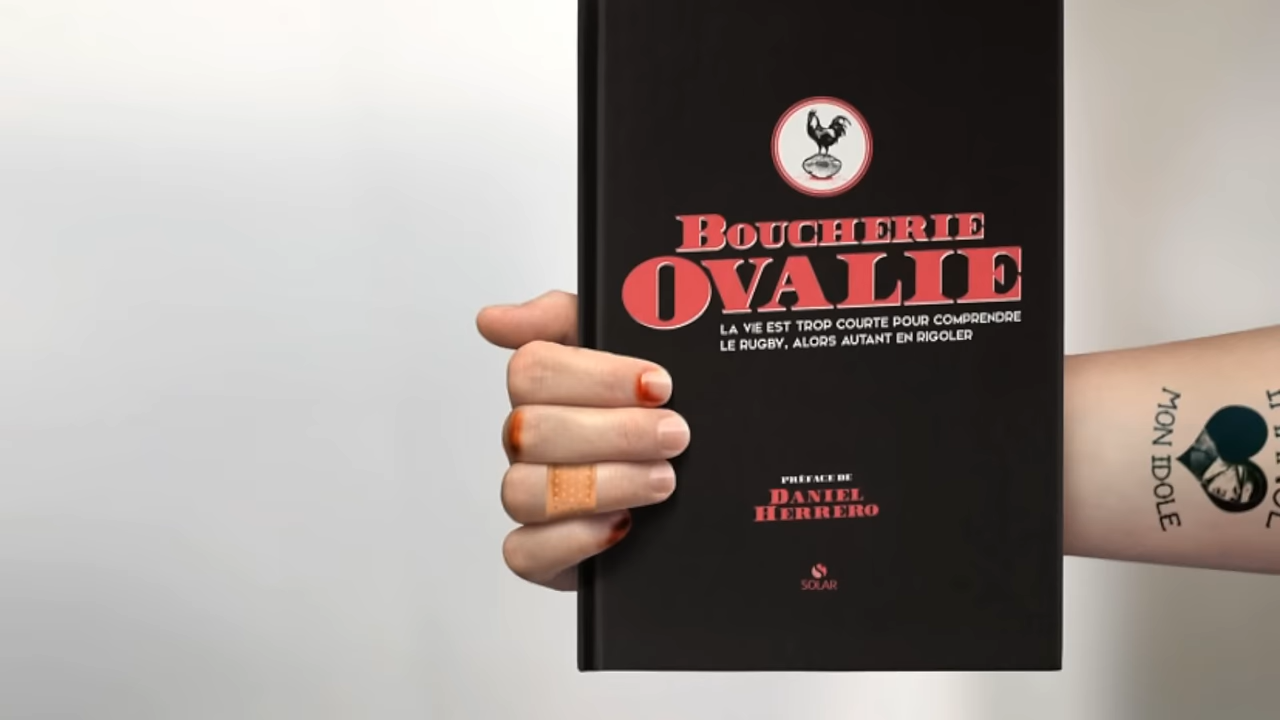 BOUCHERIE
OVALIE
LA VIE EST TROP COURTE POUR COMPRENDRE
LE RUGBY, ALORS AUTANT EN RIGOLER
PRÉFACE DE
DANIEL
HERRERO
SOLAR
MON IDOLE